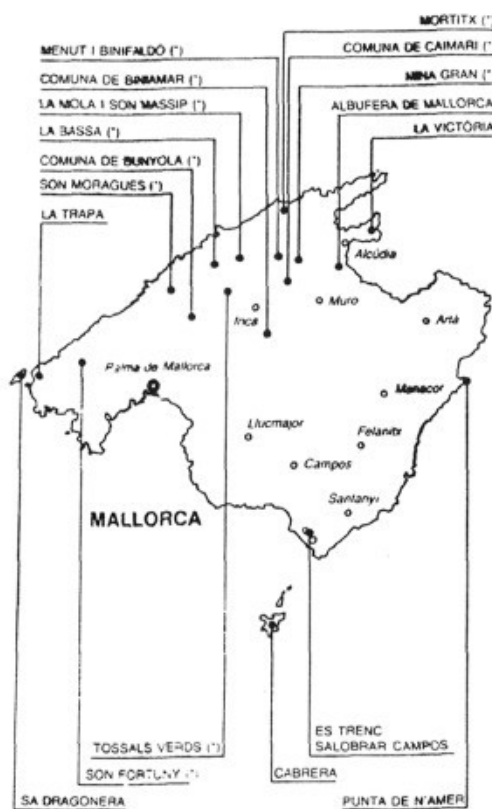 MORTITX (*)
MENUT I BINIFALDÓ (*)
COMUNA DE CAIMARI (*)
COMUNA DE BINIAMAR (*)
MINA GRAN (*)
LA MOLA I SON MASSIP (*)
ALBUFERA DE MALLORCA
LA BASSA (*)
LA VICTÒRIA
COMUNA DE BUNYOLA (*)
SON MORAGUES (*)
LA TRAPA
Alcúdia
Muro
Inca
Artà
Palma de Mallorca
Manacor
Llucmajor
Felanitx
Campos
Santanyí
MALLORCA
ES TRENC
SALOBRAR CAMPOS
TOSSALS VERDS (*)
SON FORTUNY (*)
CABRERA
SA DRAGONERA
PUNTA DE N'AMER